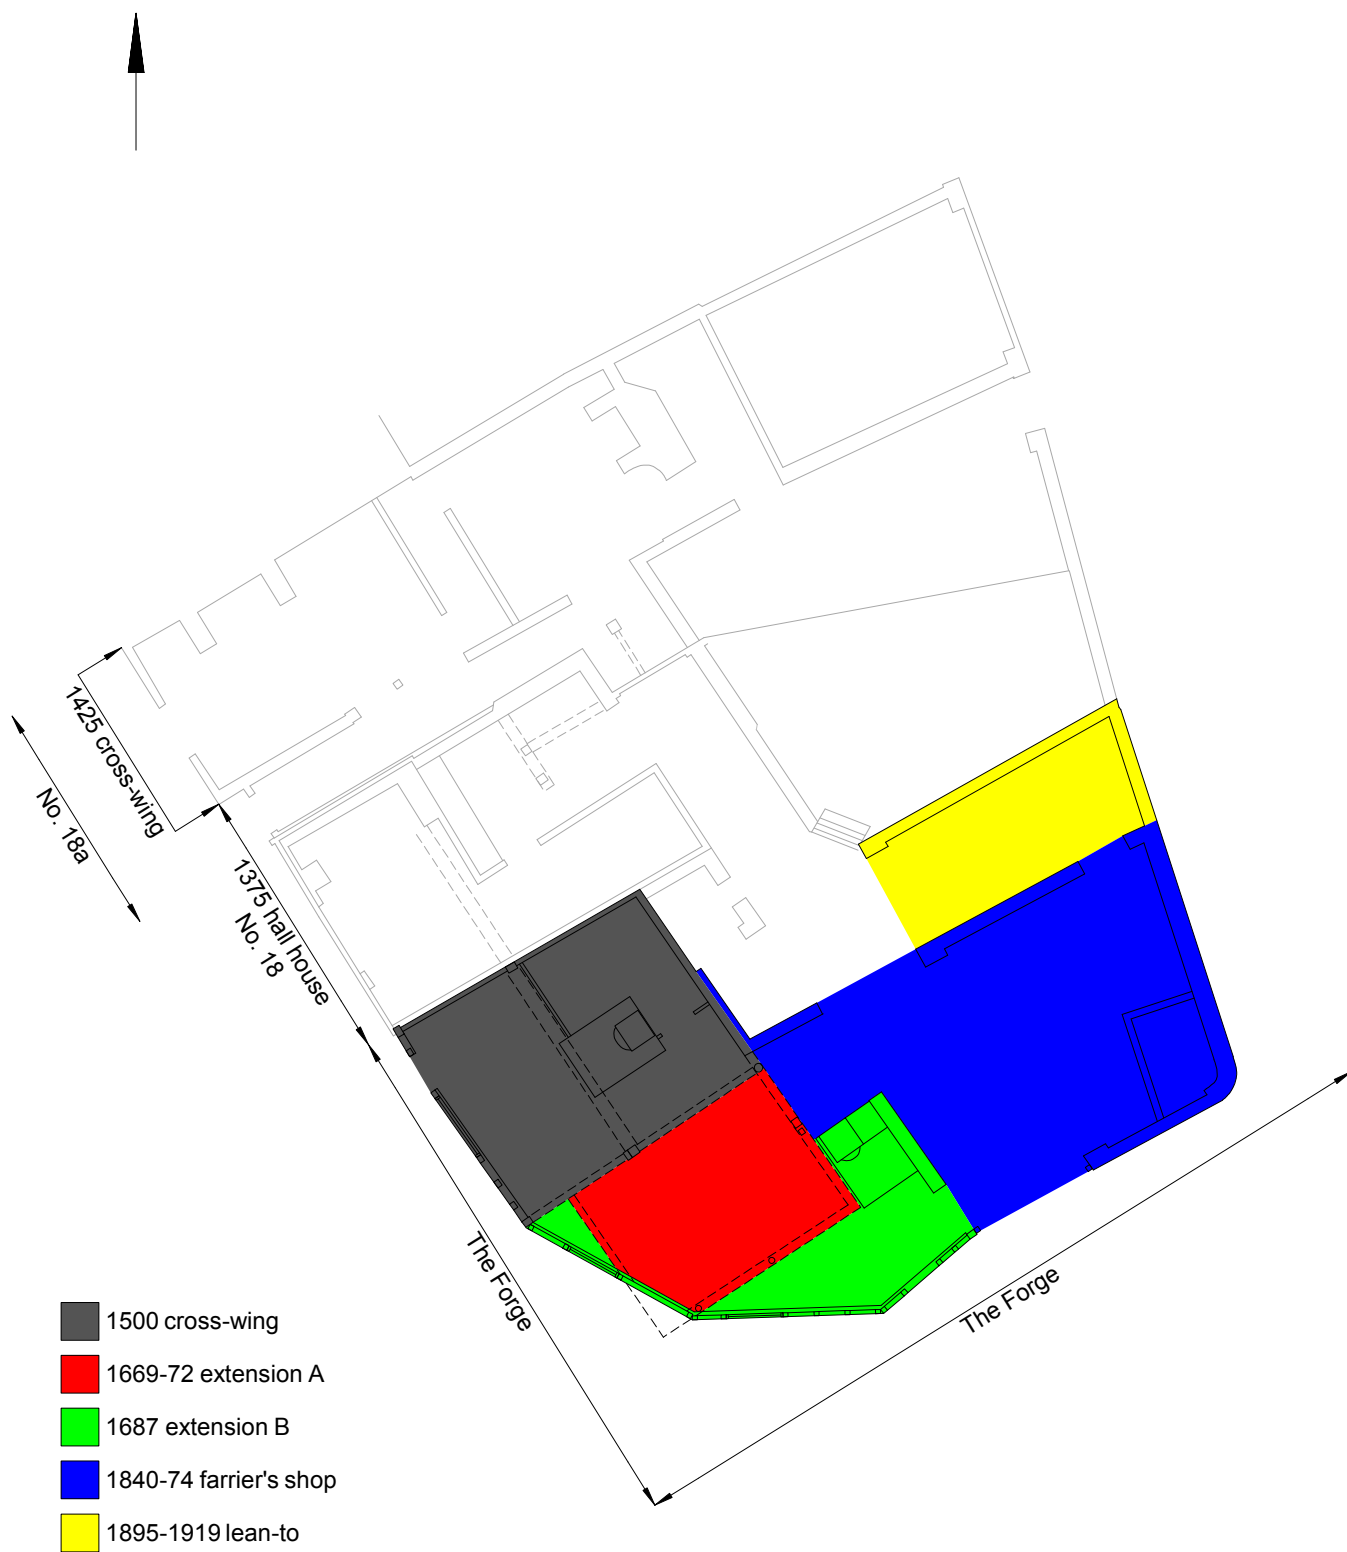 1425 cross-wing
No. 18a
1375 hall house
No. 18
The Forge
The Forge
1500 cross-wing
1669-72 extension A
1687 extension B
1840-74 farrier's shop
1895-1919 lean-to